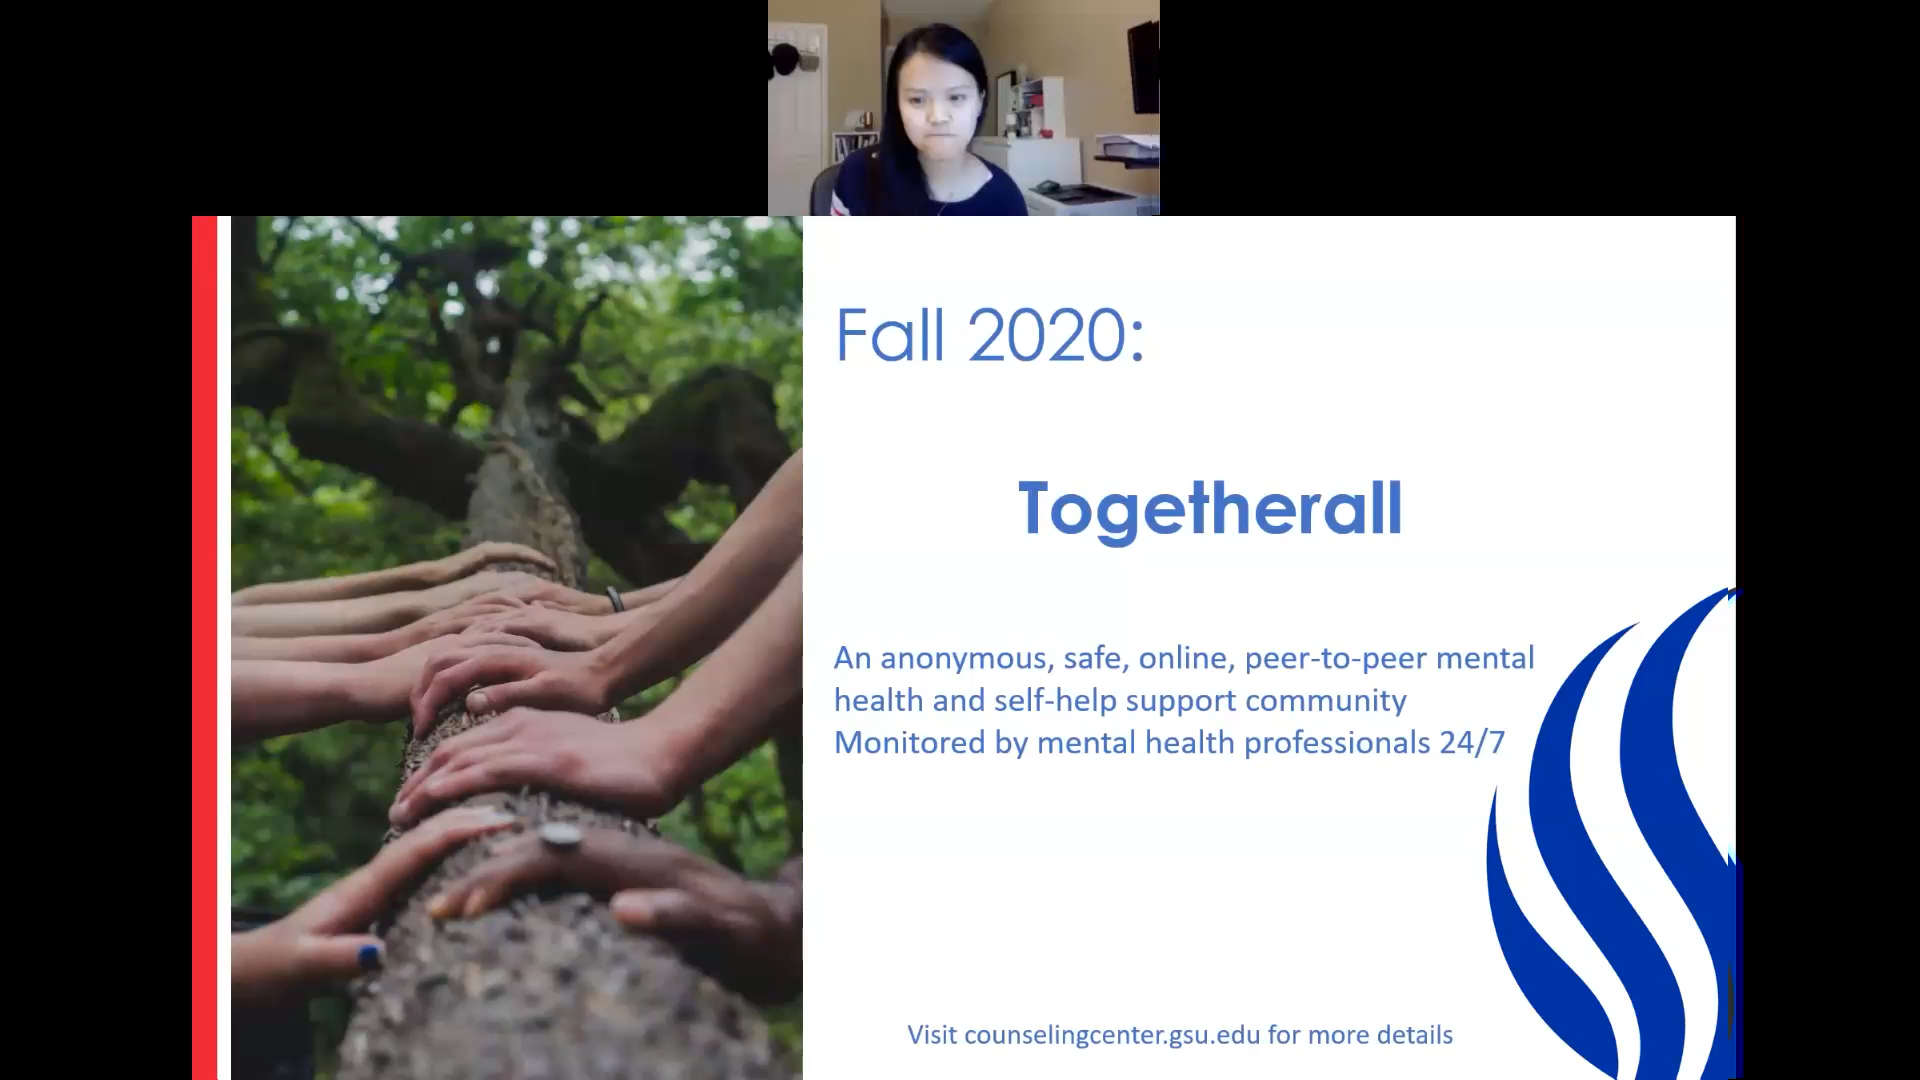 Fall 2020:
Togetherall
An anonymous, safe, online, peer-to-peer mental
health and self-help support community
Monitored by mental health professionals 24/7
Visit counselingcenter.gsu.edu for more details